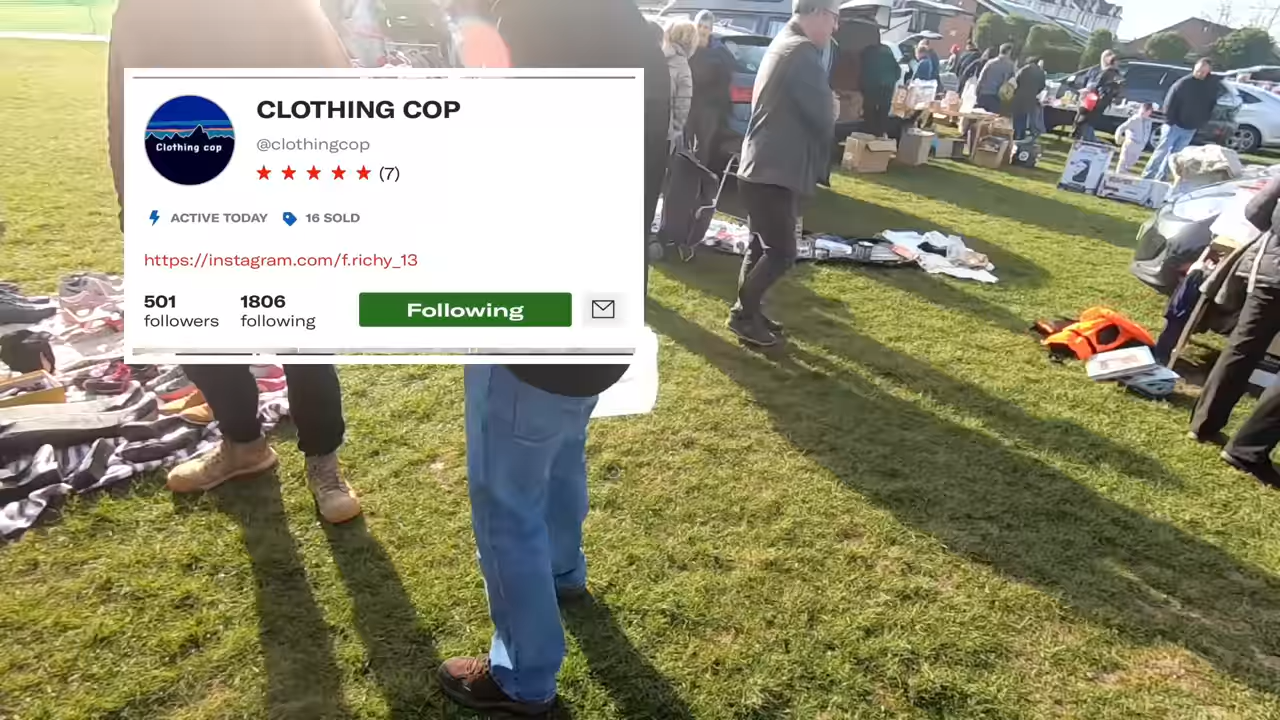 CLOTHING COP
Clothing cop
@clothingcop
(7)
ACTIVE TODAY 16 SOLD
https://instagram.com/f.richy_13
501 1806
followers following
Following